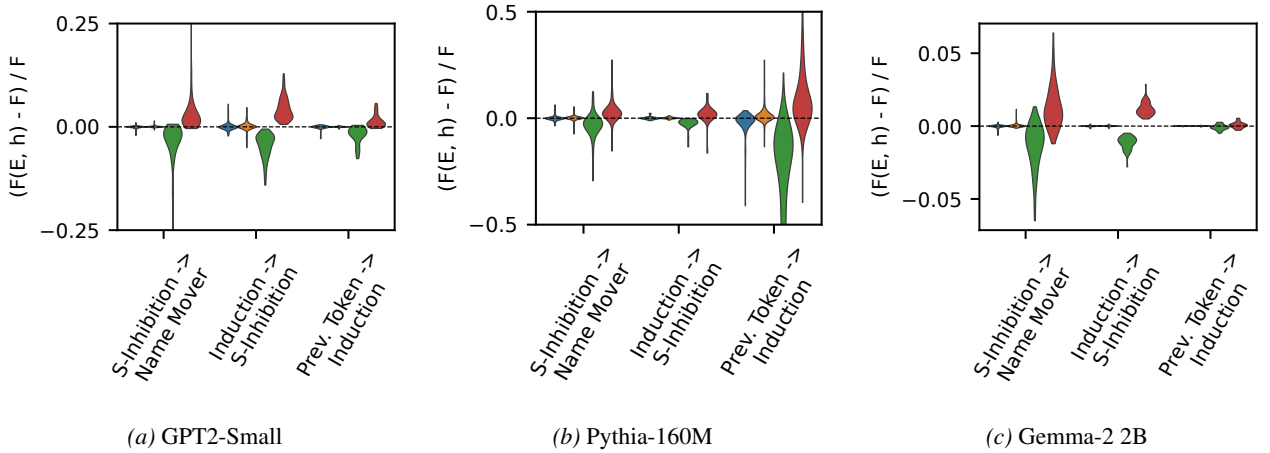 (F(E, h) - F) / F
0.25
0.00
−0.25
S-Inhibition ->
Name Mover
Induction ->
S-Inhibition
Prev. Token ->
Induction
(a) GPT2-Small
(F(E, h) - F) / F
0.5
0.0
−0.5
S-Inhibition ->
Name Mover
Induction ->
S-Inhibition
Prev. Token ->
Induction
(b) Pythia-160M
(F(E, h) - F) / F
0.05
0.00
−0.05
S-Inhibition ->
Name Mover
Induction ->
S-Inhibition
Prev. Token ->
Induction
(c) Gemma-2 2B